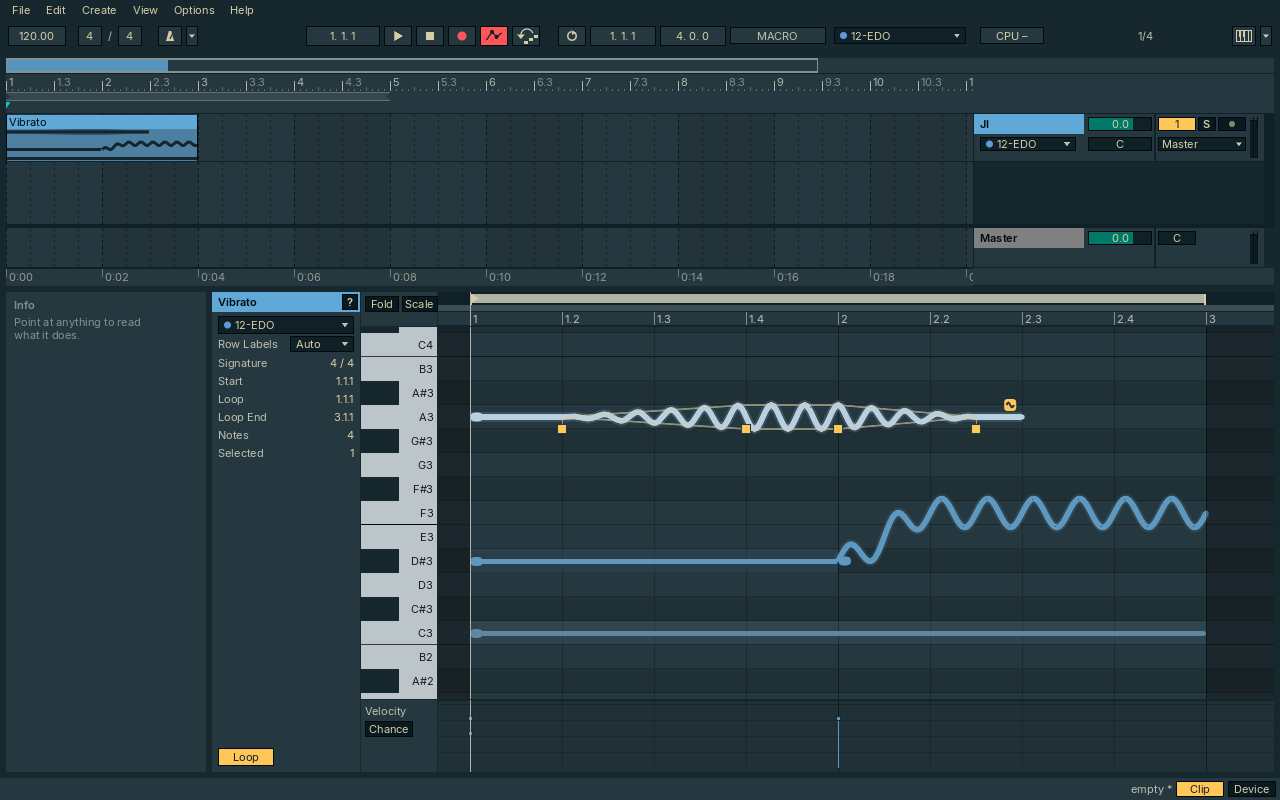 File Edit Create View Options Help
120.00 4 / 4 1. 1. 1 1. 1. 1 4. 0. 0 MACRO 12-EDO CPU – 1/4
1 1.3 2 2.3 3 3.3 4 4.3 5 5.3 6 6.3 7 7.3 8 8.3 9 9.3 10 10.3 1
Vibrato
JI 0.0 1 S
12-EDO C Master
Master 0.0 C
0:00 0:02 0:04 0:06 0:08 0:10 0:12 0:14 0:16 0:18
Info
Point at anything to read
what it does.
Vibrato ?
12-EDO
Row Labels Auto
Signature 4 / 4
Start 1.1.1
Loop 1.1.1
Loop End 3.1.1
Notes 4
Selected 1
Loop
Fold Scale
1 1.2 1.3 1.4 2 2.2 2.3 2.4 3
C4
B3
A#3
A3
G#3
G3
F#3
F3
E3
D#3
D3
C#3
C3
B2
A#2
Velocity
Chance
empty * Clip Device